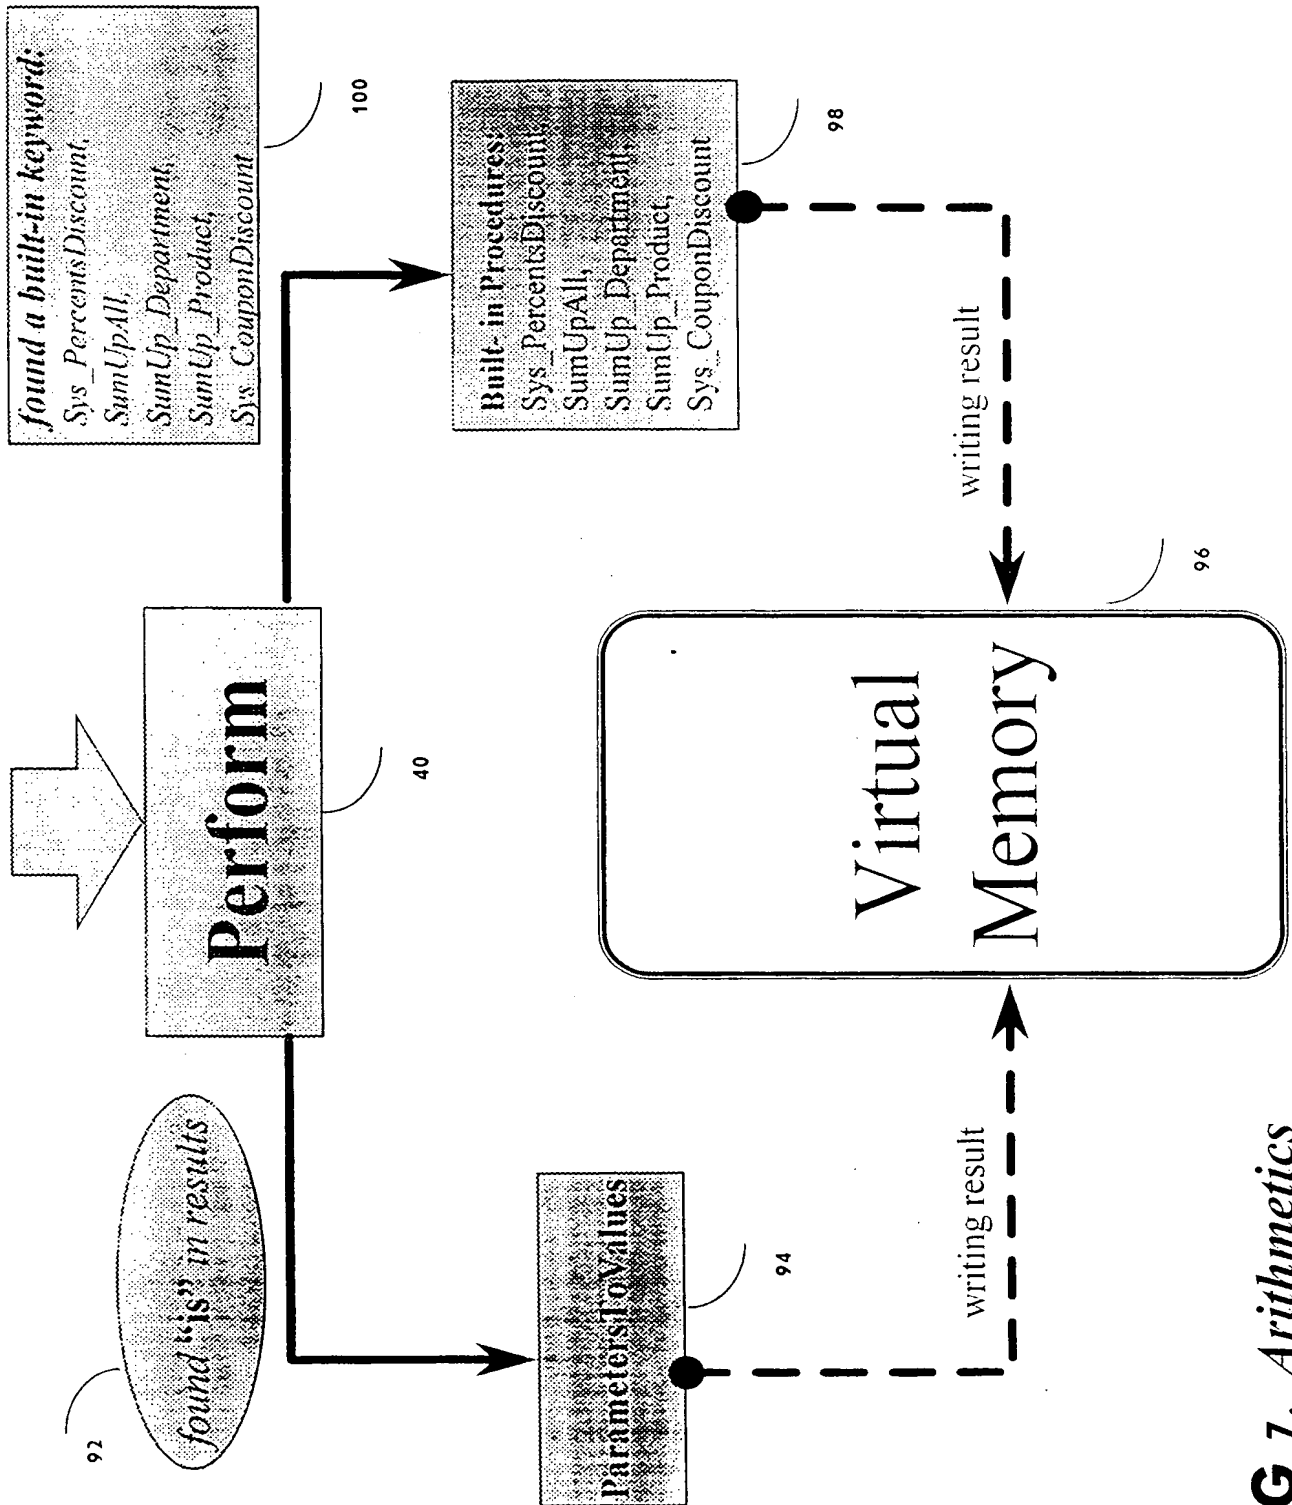 found a built-in keyword:
Sys_PercentsDiscount,
SumUpAll,
SumUp_Department,
SumUp_Product,
Sys_CouponDiscount
100
Perform
40
found "is" in results
92
Built- in Procedures:
Sys_PercentsDiscount,
SumUpAll,
SumUp_Department,
SumUp_Product,
Sys_CouponDiscount
98
ParametersToValues
94
writing result
writing result
Virtual
Memory
96
G 7. Arithmetics